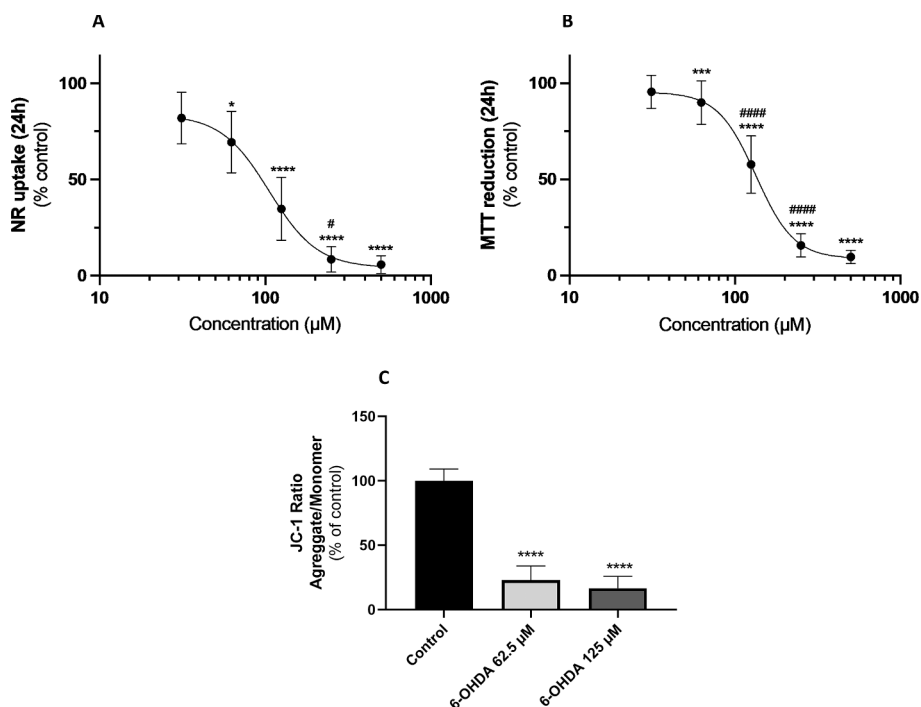 A
NR uptake (24h)
(% control)
100
50
0
*
****
#
****
****
10
100
1000
Concentration (µM)
B
MTT reduction (24h)
(% control)
100
50
0
***
####
****
####
****
****
10
100
1000
Concentration (µM)
C
JC-1 Ratio
Agreggate/Monomer
(% of control)
150
100
50
0
****
****
Control
6-OHDA 62.5 µM
6-OHDA 125 µM